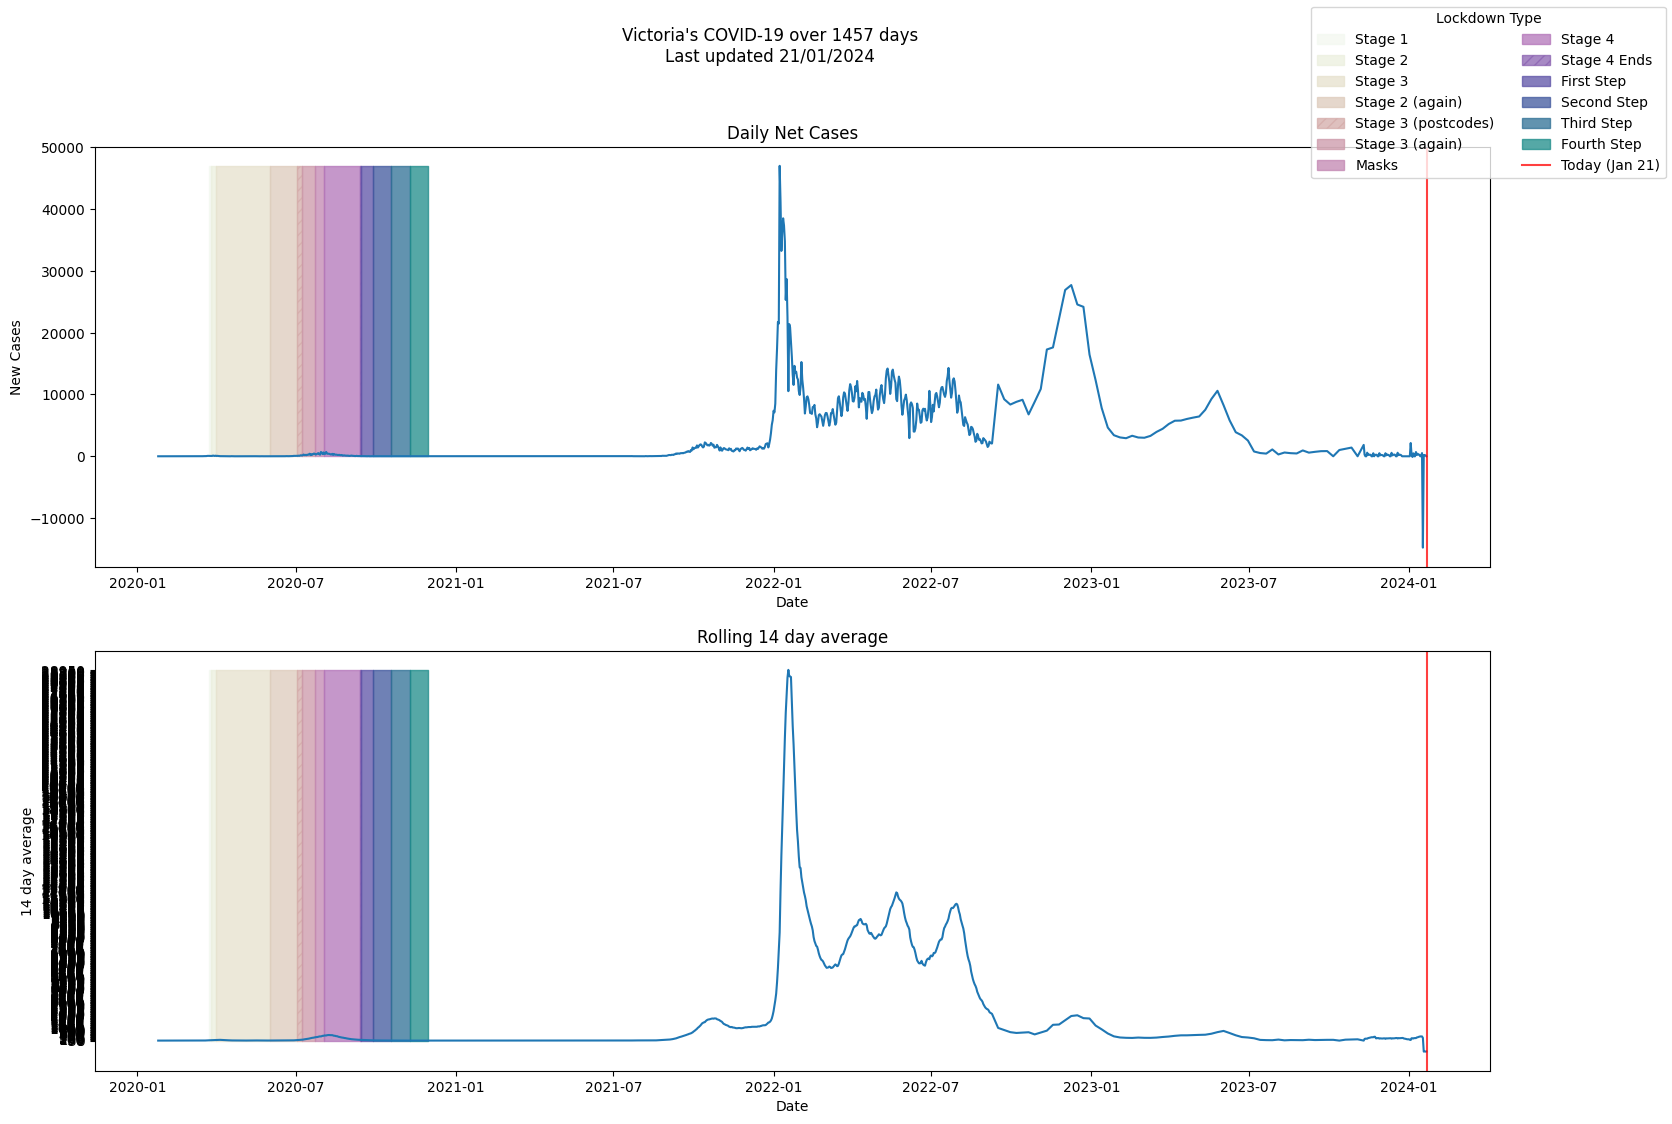 Victoria's COVID-19 over 1457 days
Last updated 21/01/2024
Lockdown Type
Stage 1
Stage 2
Stage 3
Stage 2 (again)
Stage 3 (postcodes)
Stage 3 (again)
Masks
Stage 4
Stage 4 Ends
First Step
Second Step
Third Step
Fourth Step
Today (Jan 21)
Daily Net Cases
New Cases
50000
40000
30000
20000
10000
0
−10000
2020-01
2020-07
2021-01
2021-07
2022-01
2022-07
2023-01
2023-07
2024-01
Date
Rolling 14 day average
14 day average
2020-01
2020-07
2021-01
2021-07
2022-01
2022-07
2023-01
2023-07
2024-01
Date